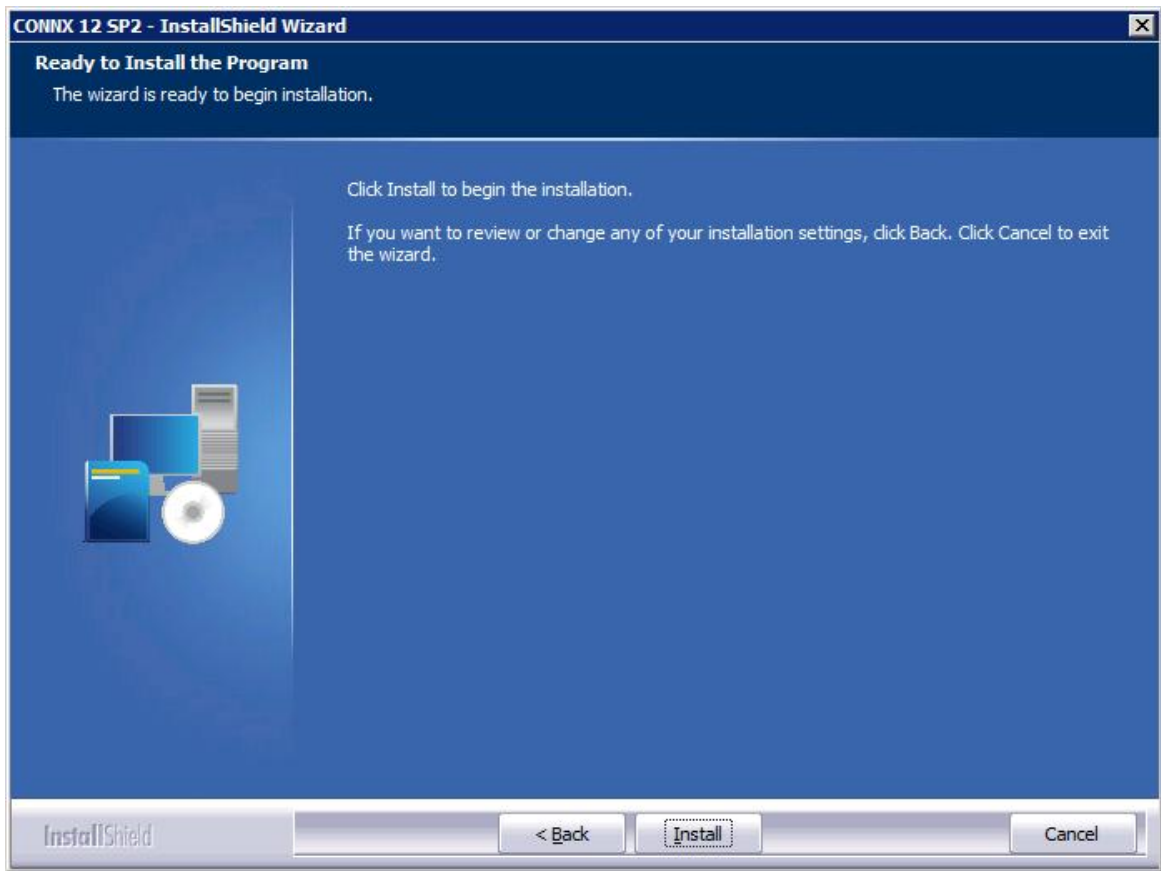 CONNX 12 SP2 - InstallShield Wizard
Ready to Install the Program
The wizard is ready to begin installation.
Click Install to begin the installation.
If you want to review or change any of your installation settings, click Back. Click Cancel to exit
the wizard.
InstallShield
< Back
Install
Cancel